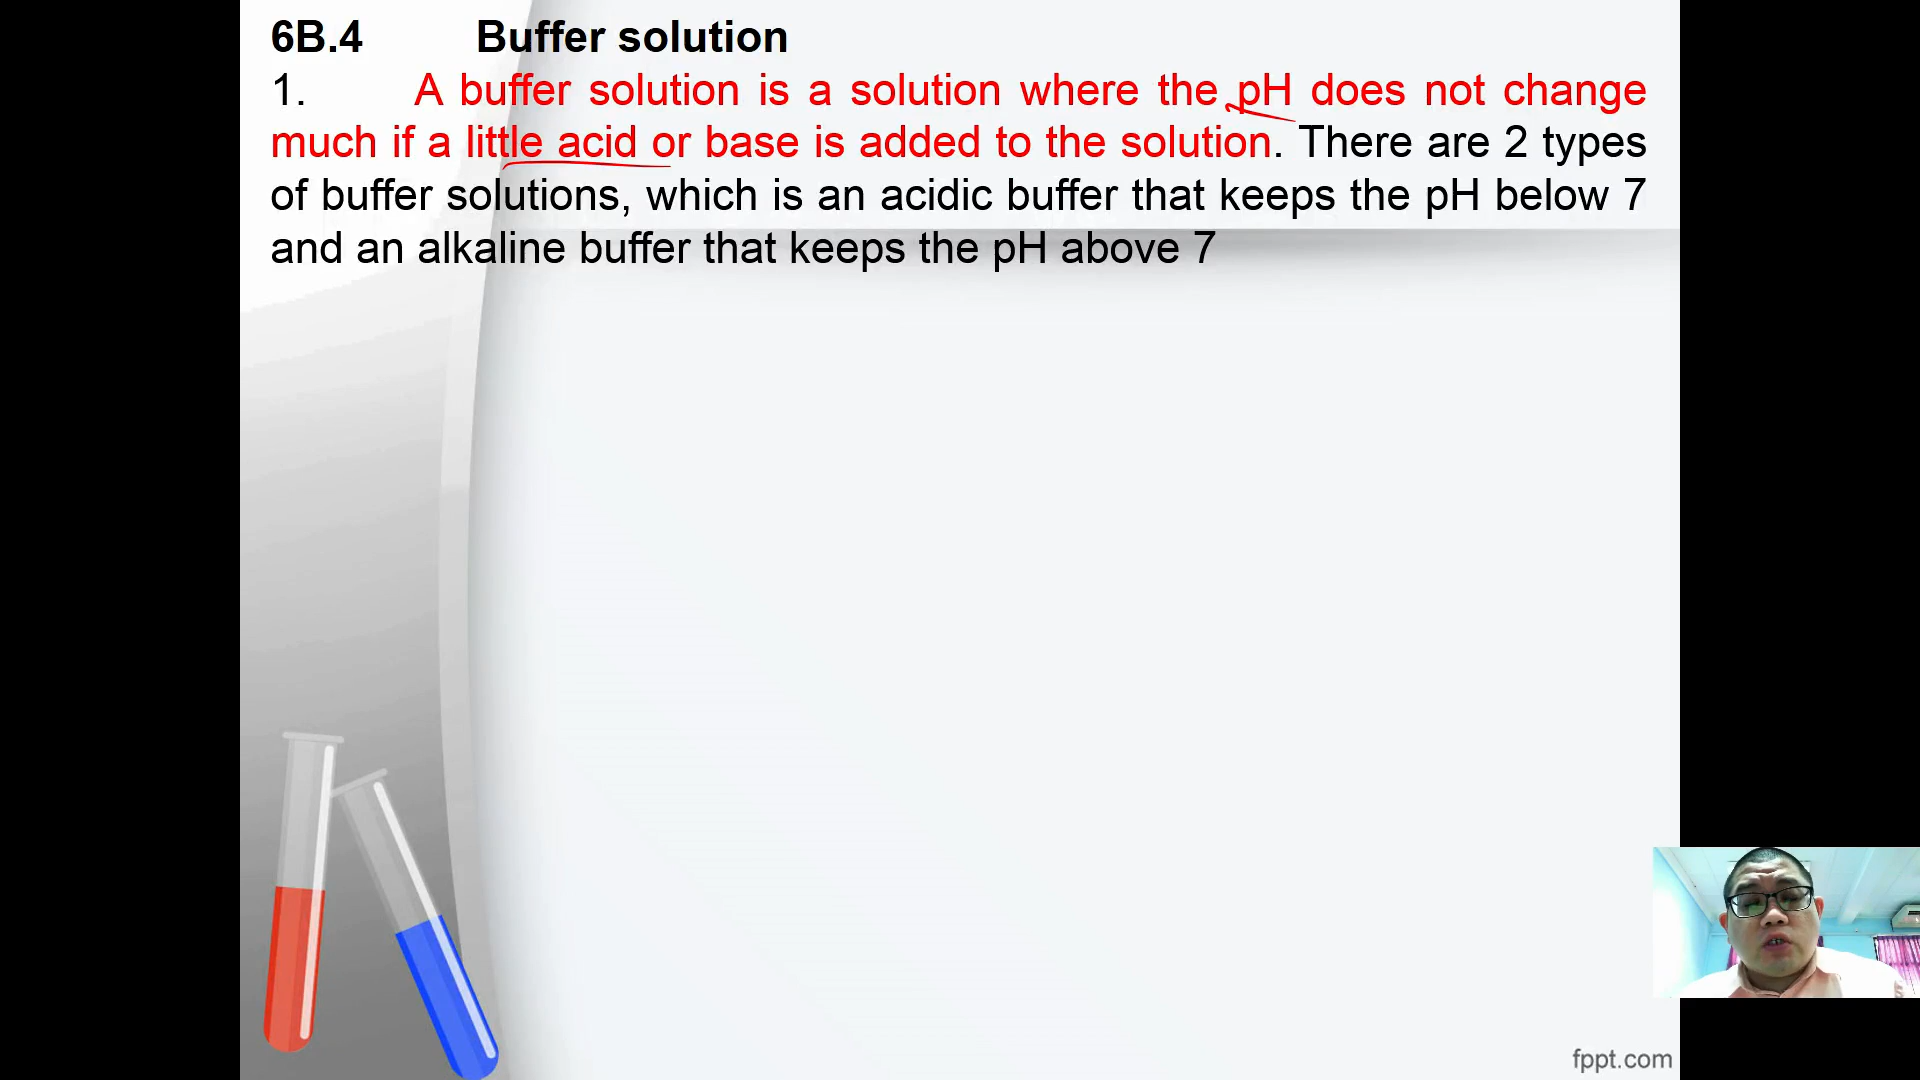 6B.4 Buffer solution
1. A buffer solution is a solution where the pH does not change
much if a little acid or base is added to the solution. There are 2 types
of buffer solutions, which is an acidic buffer that keeps the pH below 7
and an alkaline buffer that keeps the pH above 7
fppt.com